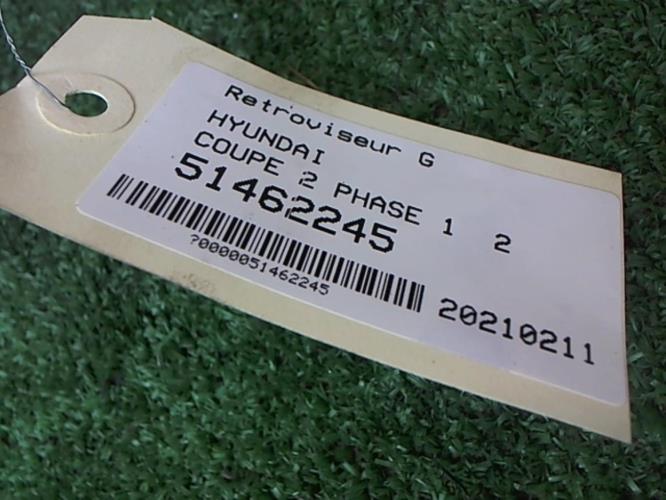 Retroviseur G
HYUNDAI
COUPE 2 PHASE 1  2
51462245
?0000051462245
20210211